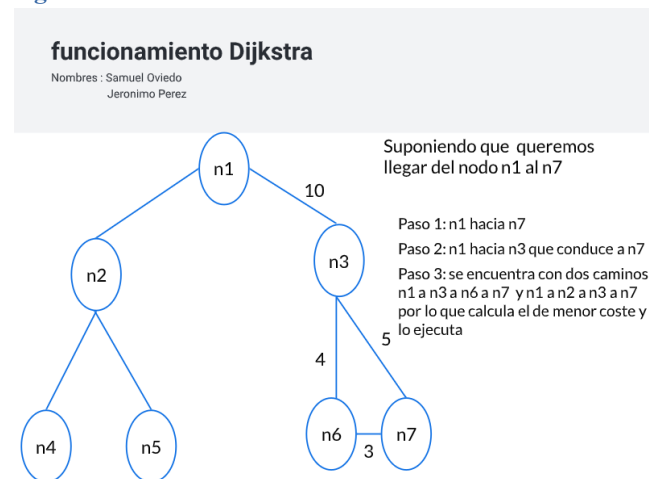 funcionamiento Dijkstra
Nombres : Samuel Oviedo
Jeronimo Perez
Suponiendo que queremos
llegar del nodo n1 al n7
n1
10
Paso 1: n1 hacia n7
Paso 2: n1 hacia n3 que conduce a n7
Paso 3: se encuentra con dos caminos
n1 a n3 a n6 a n7 y n1 a n2 a n3 a n7
por lo que calcula el de menor coste y
lo ejecuta
n2
n3
4
5
n4
n5
n6
3
n7